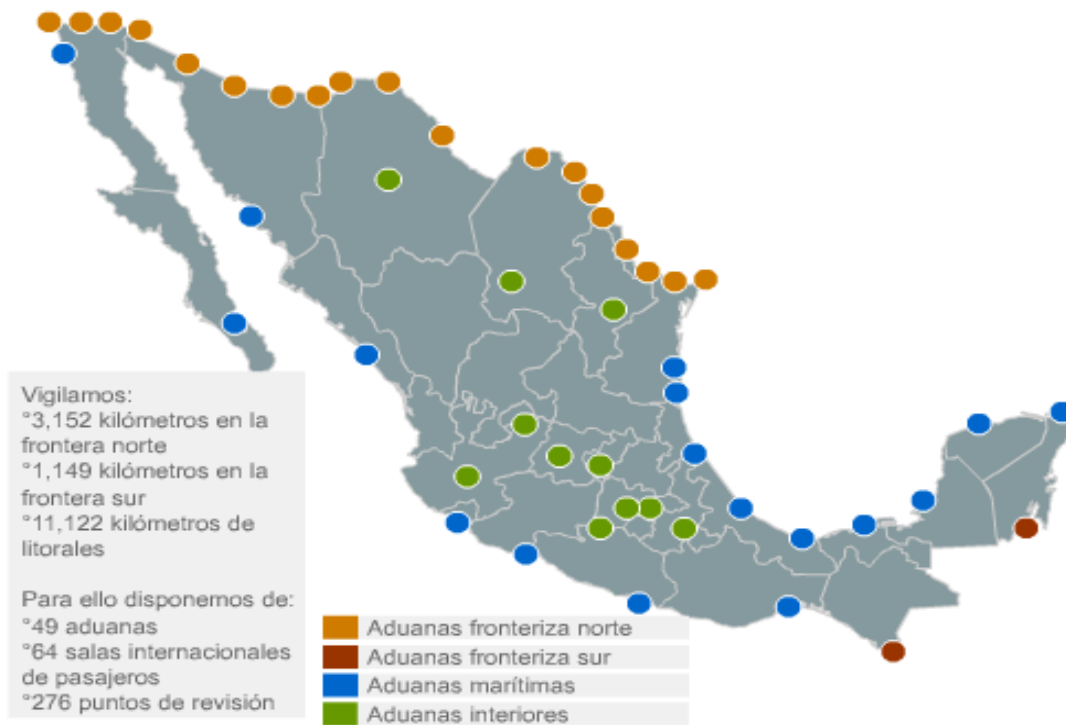 Vigilamos:
°3,152 kilómetros en la
frontera norte
°1,149 kilómetros en la
frontera sur
°11,122 kilómetros de
litorales
Para ello disponemos de:
°49 aduanas
°64 salas internacionales
de pasajeros
°276 puntos de revisión
Aduanas fronteriza norte
Aduanas fronteriza sur
Aduanas marítimas
Aduanas interiores